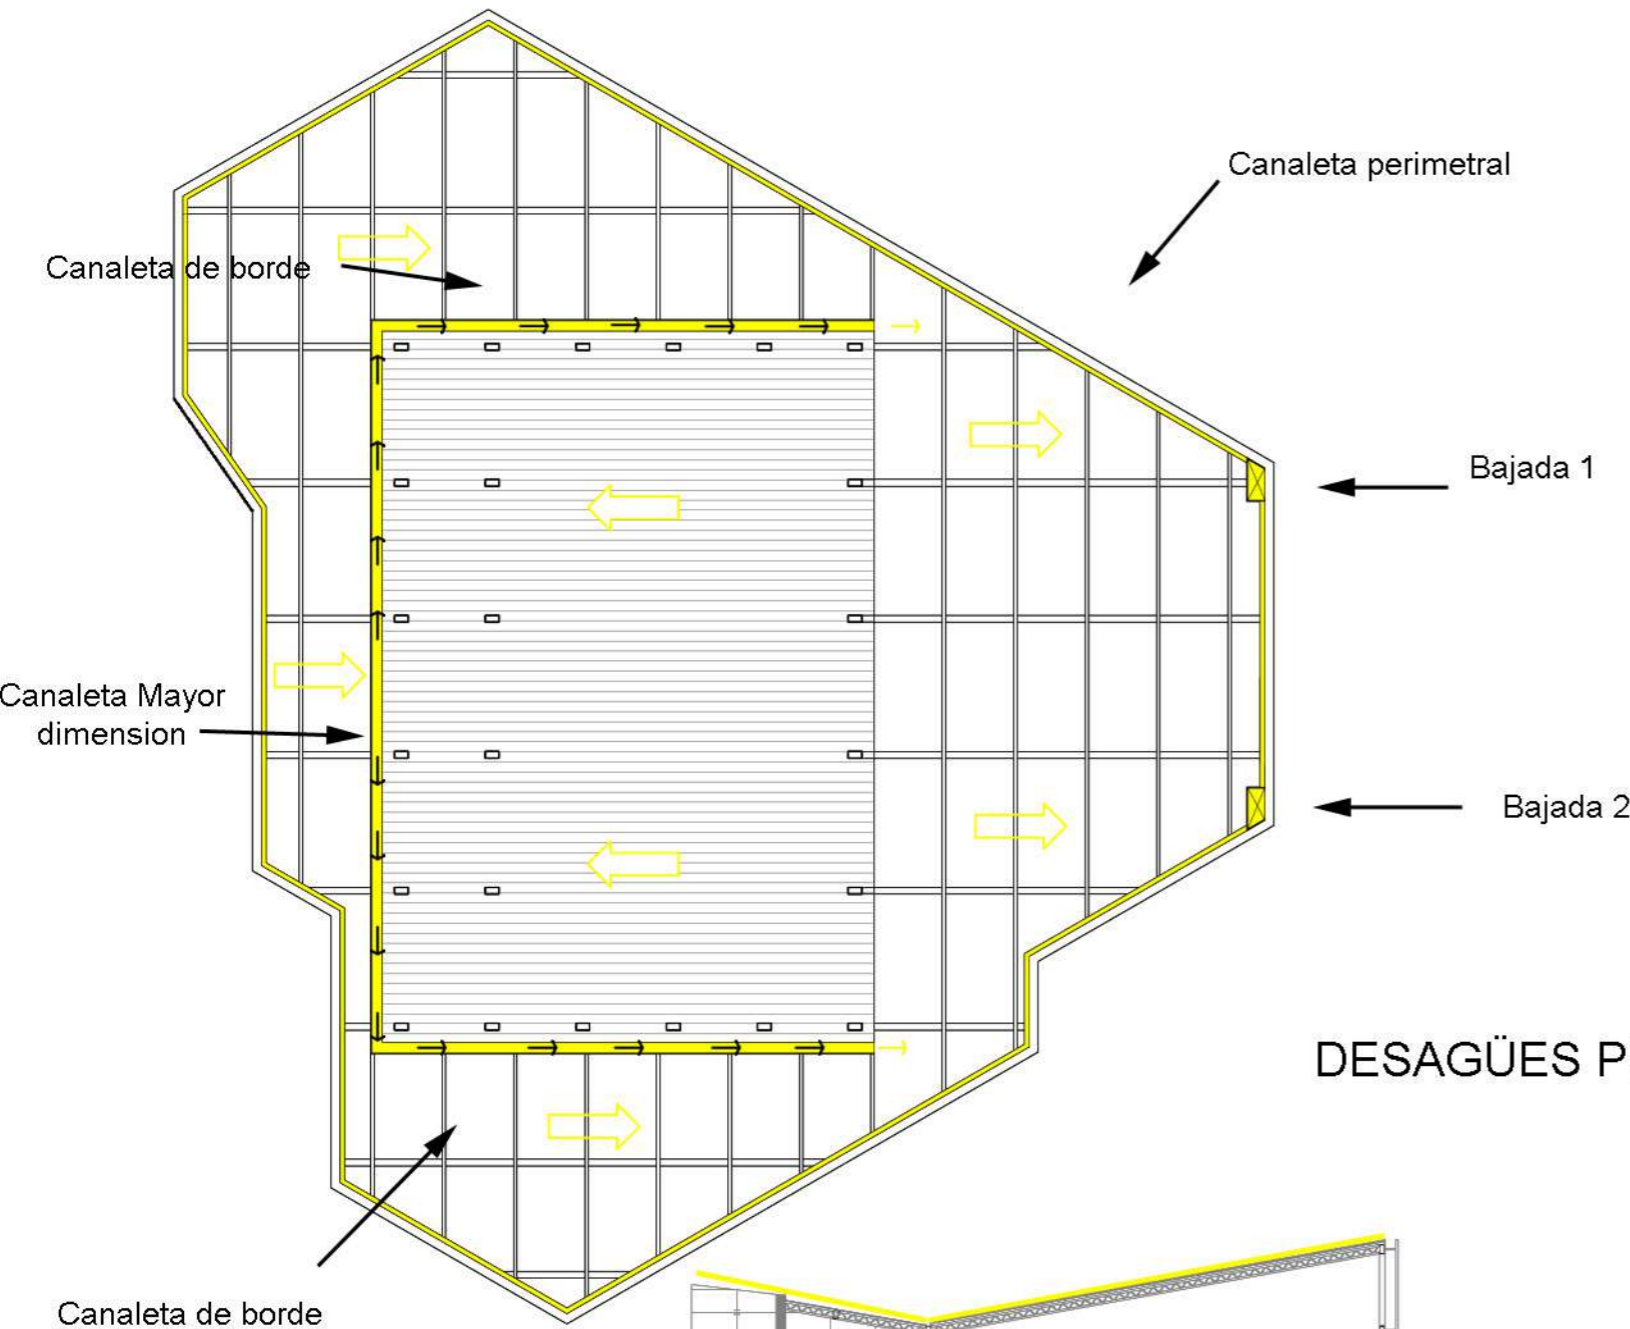 Canaleta perimetral
Canaleta de borde
Bajada 1
Canaleta Mayor
dimension
Bajada 2
DESAGÜES P
Canaleta de borde